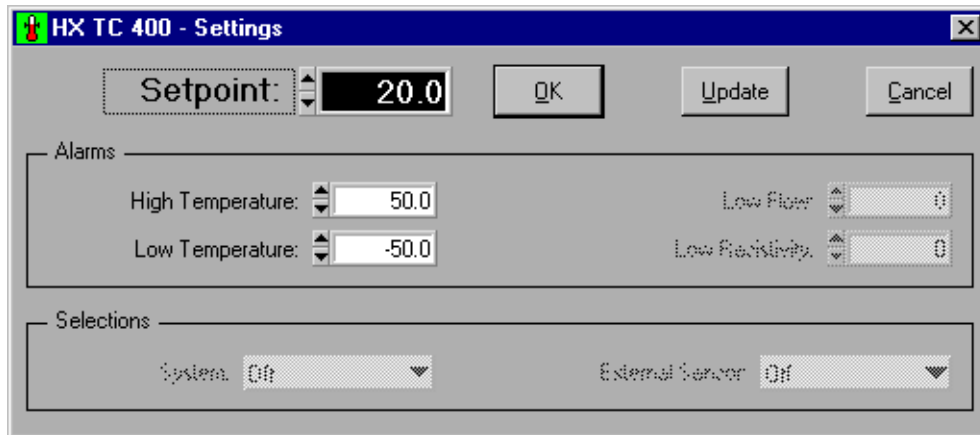 HX TC 400 - Settings
Setpoint: 20.0 OK Update Cancel
Alarms
High Temperature: 50.0 Low Flow: 0
Low Temperature: -50.0 Low Resistivity: 0
Selections
System: Off External Sensor: Off